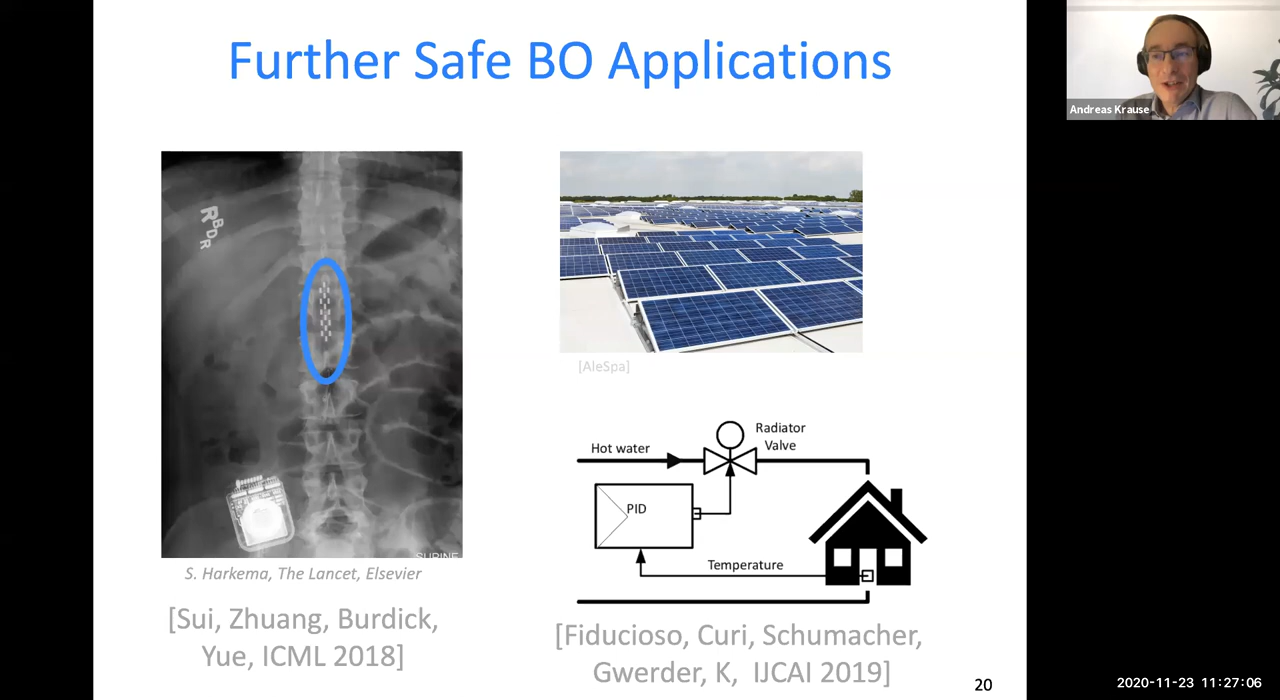 Further Safe BO Applications
RBDR
SUPINE
S. Harkema, The Lancet, Elsevier
[Sui, Zhuang, Burdick,
Yue, ICML 2018]
[AleSpa]
Hot water
Radiator
Valve
PID
Temperature
[Fiducioso, Curi, Schumacher,
Gwerder, K, IJCAI 2019]
20
Andreas Krause
2020-11-23 11:27:06